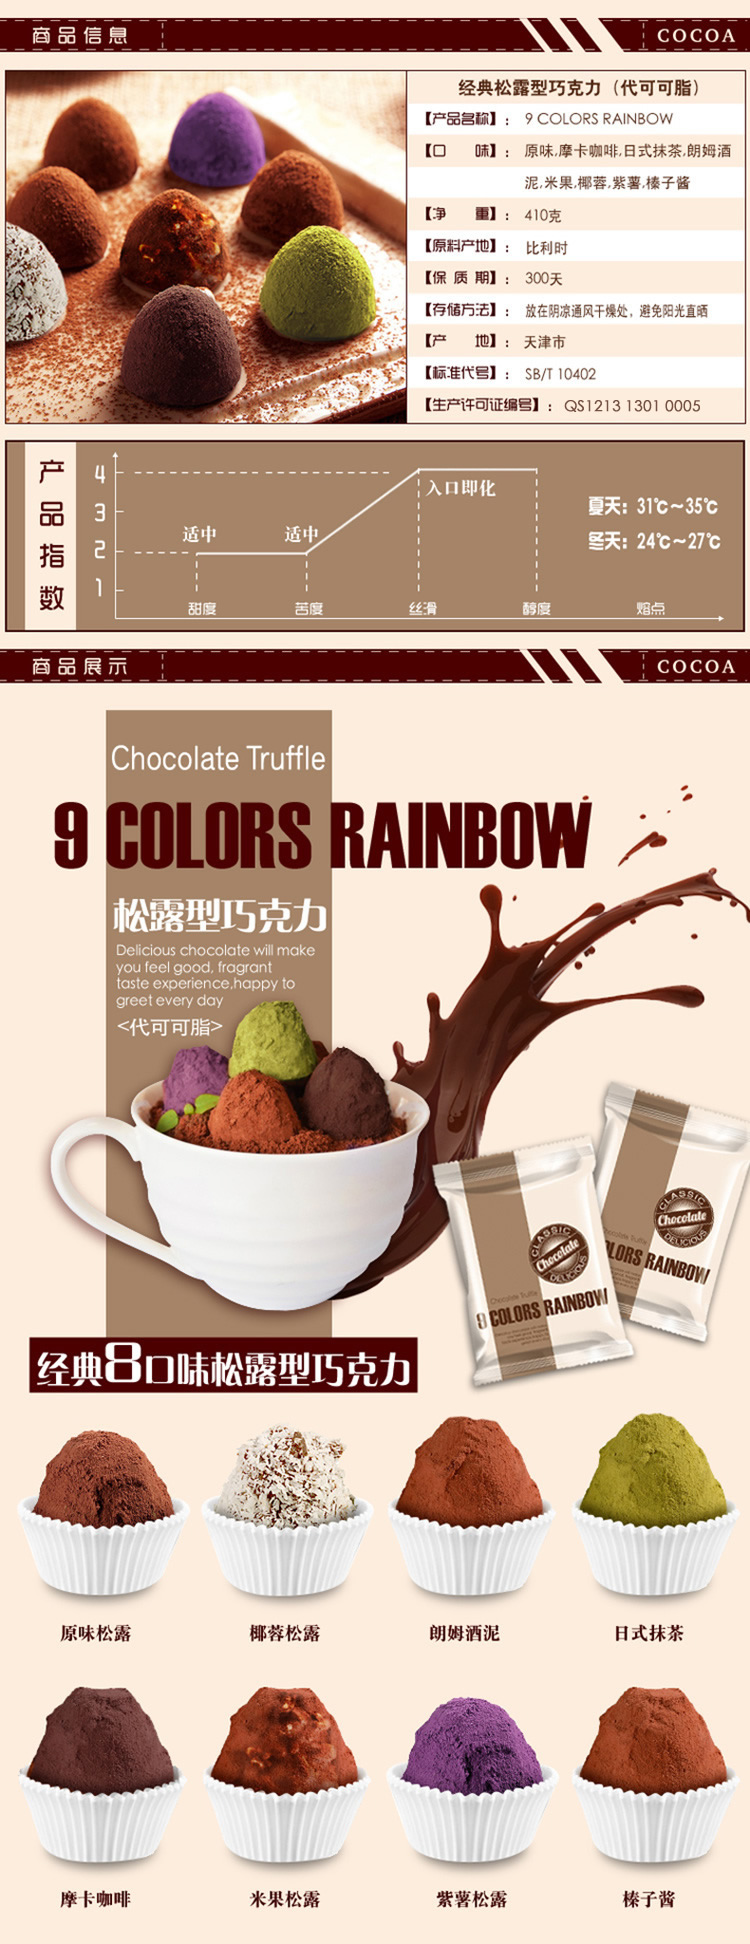 商品信息
COCOA
经典松露型巧克力（代可可脂）
【产品名称】： 9 COLORS RAINBOW
【口 味】： 原味,摩卡咖啡,日式抹茶,朗姆酒
泥,米果,椰蓉,紫薯,榛子酱
【净 重】： 410克
【原料产地】： 比利时
【保 质 期】： 300天
【存储方法】： 放在阴凉通风干燥处，避免阳光直晒
【产 地】： 天津市
【标准代号】： SB/T 10402
【生产许可证编号】： QS1213 1301 0005
产品指数
4
3
2
1
适中
适中
入口即化
夏天：31℃～35℃
冬天：24℃～27℃
甜度
苦度
丝滑
醇度
熔点
商品展示
COCOA
Chocolate Truffle
9 COLORS RAINBOW
松露型巧克力
Delicious chocolate will make
you feel good, fragrant
taste experience,happy to
greet every day
<代可可脂>
CLASSIC
Chocolate
DELICIOUS
Chocolate Truffle
LORS RAINBOW
CLASSIC
Chocolate
DELICIOUS
Chocolate Truffle
9 COLORS RAINBOW
经典8口味松露型巧克力
原味松露
椰蓉松露
朗姆酒泥
日式抹茶
摩卡咖啡
米果松露
紫薯松露
榛子酱